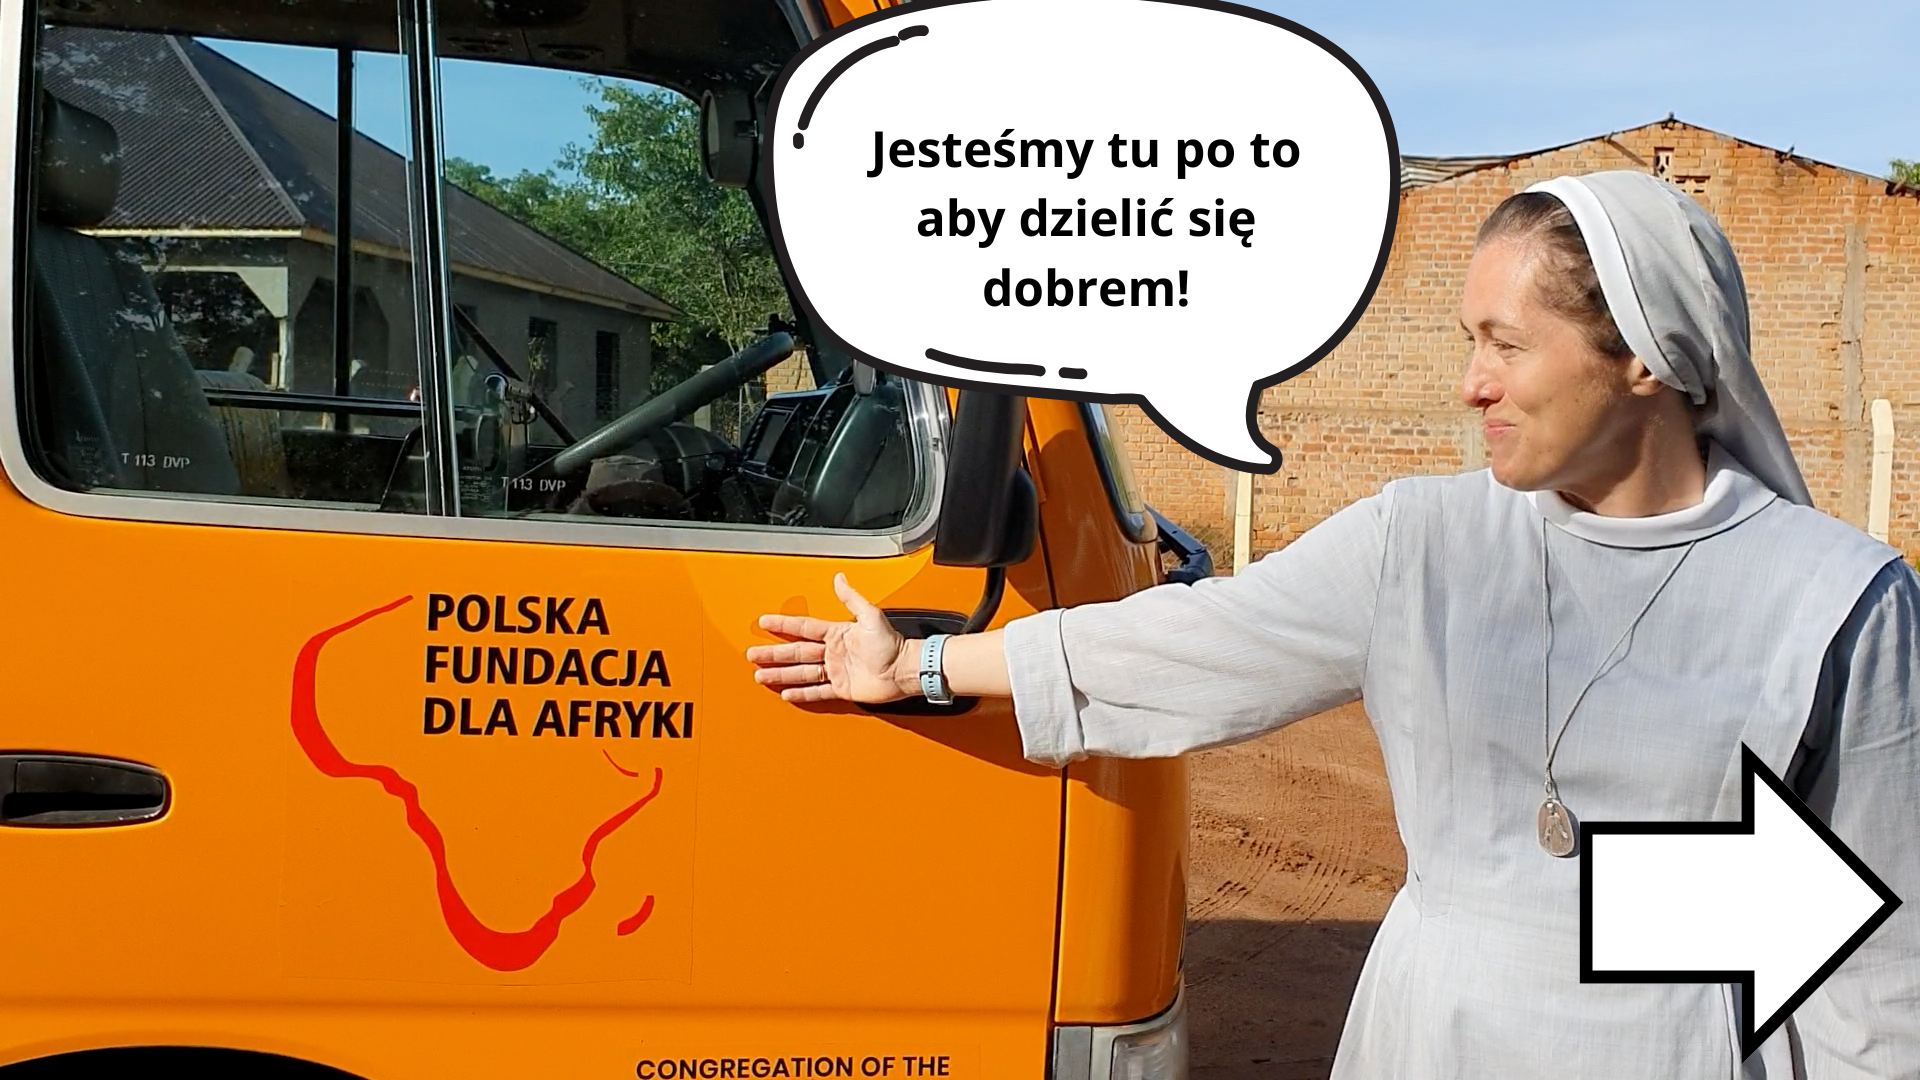 Jesteśmy tu po to
aby dzielić się
dobrem!
T 113 DVP
T 113 DVP
POLSKA
FUNDACJA
DLA AFRYKI
CONGREGATION OF THE